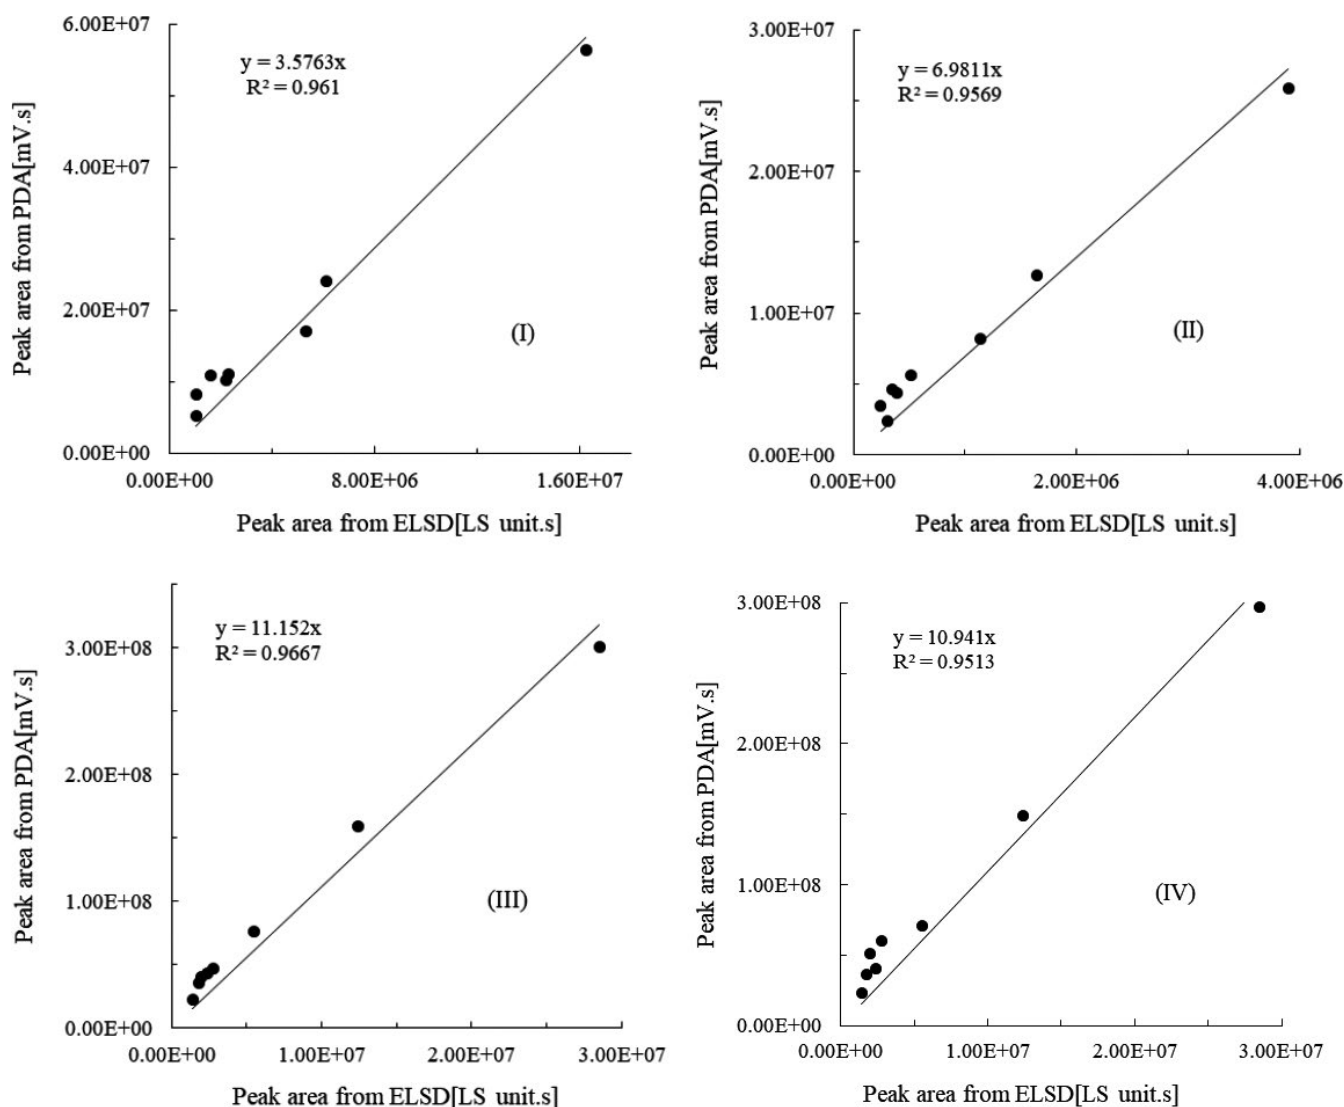 6.00E+07
y = 3.5763x
R² = 0.961
4.00E+07
Peak area from PDA[mV.s]
2.00E+07
(I)
0.00E+00
0.00E+00 8.00E+06 1.60E+07
Peak area from ELSD[LS unit.s]
3.00E+07
y = 6.9811x
R² = 0.9569
2.00E+07
Peak area from PDA[mV.s]
1.00E+07
(II)
0.00E+00
0.00E+00 2.00E+06 4.00E+06
Peak area from ELSD[LS unit.s]
3.00E+08
y = 11.152x
R² = 0.9667
2.00E+08
Peak area from PDA[mV.s]
1.00E+08
(III)
0.00E+00
0.00E+00 1.00E+07 2.00E+07 3.00E+07
Peak area from ELSD[LS unit.s]
3.00E+08
y = 10.941x
R² = 0.9513
2.00E+08
Peak area from PDA[mV.s]
1.00E+08
(IV)
0.00E+00
0.00E+00 1.00E+07 2.00E+07 3.00E+07
Peak area from ELSD[LS unit.s]